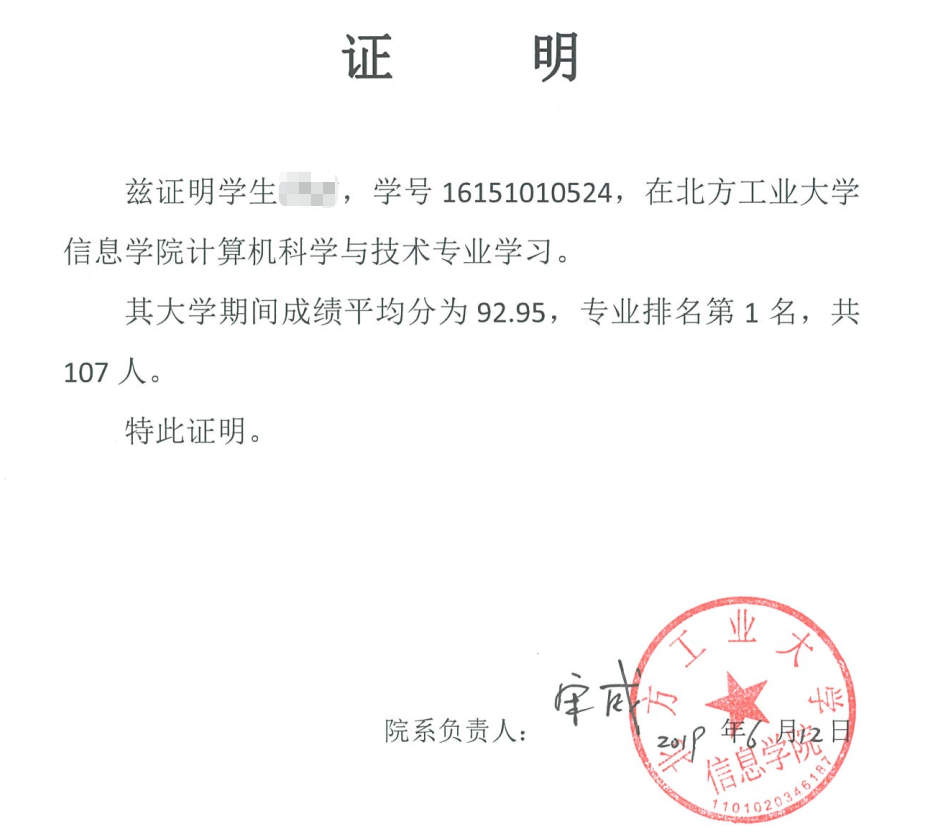 证 明
兹证明学生，学号 16151010524，在北方工业大学
信息学院计算机科学与技术专业学习。
其大学期间成绩平均分为 92.95，专业排名第 1 名，共
107 人。
特此证明。
院系负责人：
2019 年 6 月 12 日
北方工业大学
信息学院
1101020346187